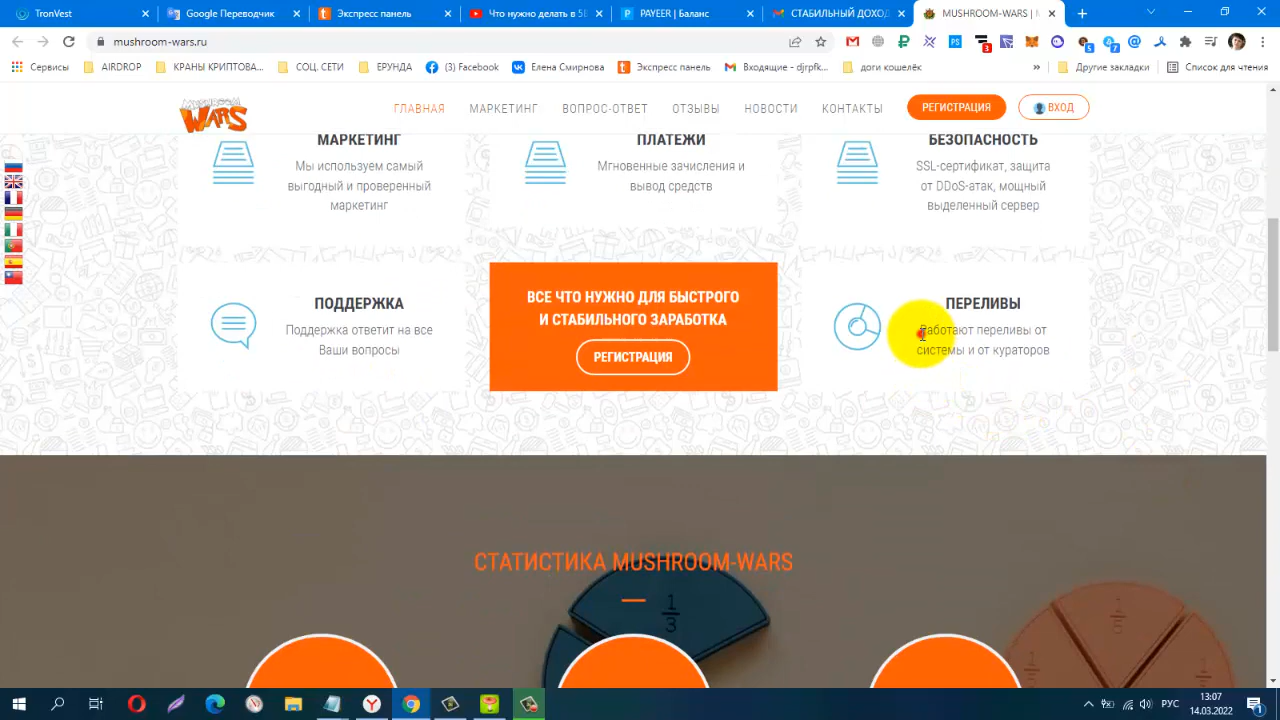 TronVest
Google Переводчик
Экспресс панель
Что нужно делать в 5
PAYEER | Баланс
СТАБИЛЬНЫЙ ДОХОД
MUSHROOM-WARS |
mushroom-wars.ru
Сервисы
AIRDROP
КРАНЫ КРИПТОВА...
СОЦ. СЕТИ
ЕРУНДА
(3) Facebook
Елена Смирнова
Экспресс панель
Входящие - djrpfk...
доги кошелёк
»
Другие закладки
Список для чтения
MUSHROOM
WARS
ГЛАВНАЯ
МАРКЕТИНГ
ВОПРОС-ОТВЕТ
ОТЗЫВЫ
НОВОСТИ
КОНТАКТЫ
РЕГИСТРАЦИЯ
ВХОД
МАРКЕТИНГ
Мы используем самый
выгодный и проверенный
маркетинг
ПЛАТЕЖИ
Мгновенные зачисления и
вывод средств
БЕЗОПАСНОСТЬ
SSL-сертификат, защита
от DDoS-атак, мощный
выделенный сервер
ПОДДЕРЖКА
Поддержка ответит на все
Ваши вопросы
ВСЕ ЧТО НУЖНО ДЛЯ БЫСТРОГО
И СТАБИЛЬНОГО ЗАРАБОТКА
РЕГИСТРАЦИЯ
ПЕРЕЛИВЫ
Работают переливы от
системы и от кураторов
СТАТИСТИКА MUSHROOM-WARS
1
3
РУС
13:07
14.03.2022